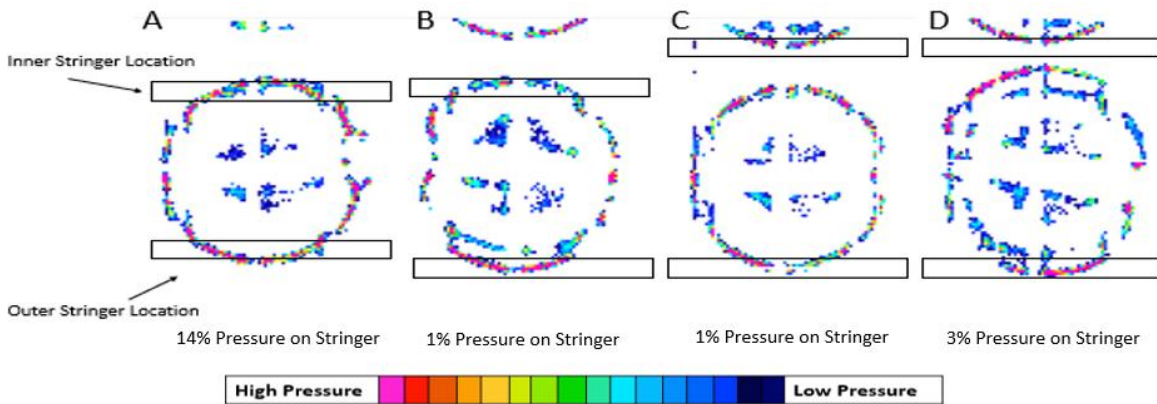 A B C D
Inner Stringer Location
Outer Stringer Location
14% Pressure on Stringer 1% Pressure on Stringer 1% Pressure on Stringer 3% Pressure on Stringer
High Pressure Low Pressure